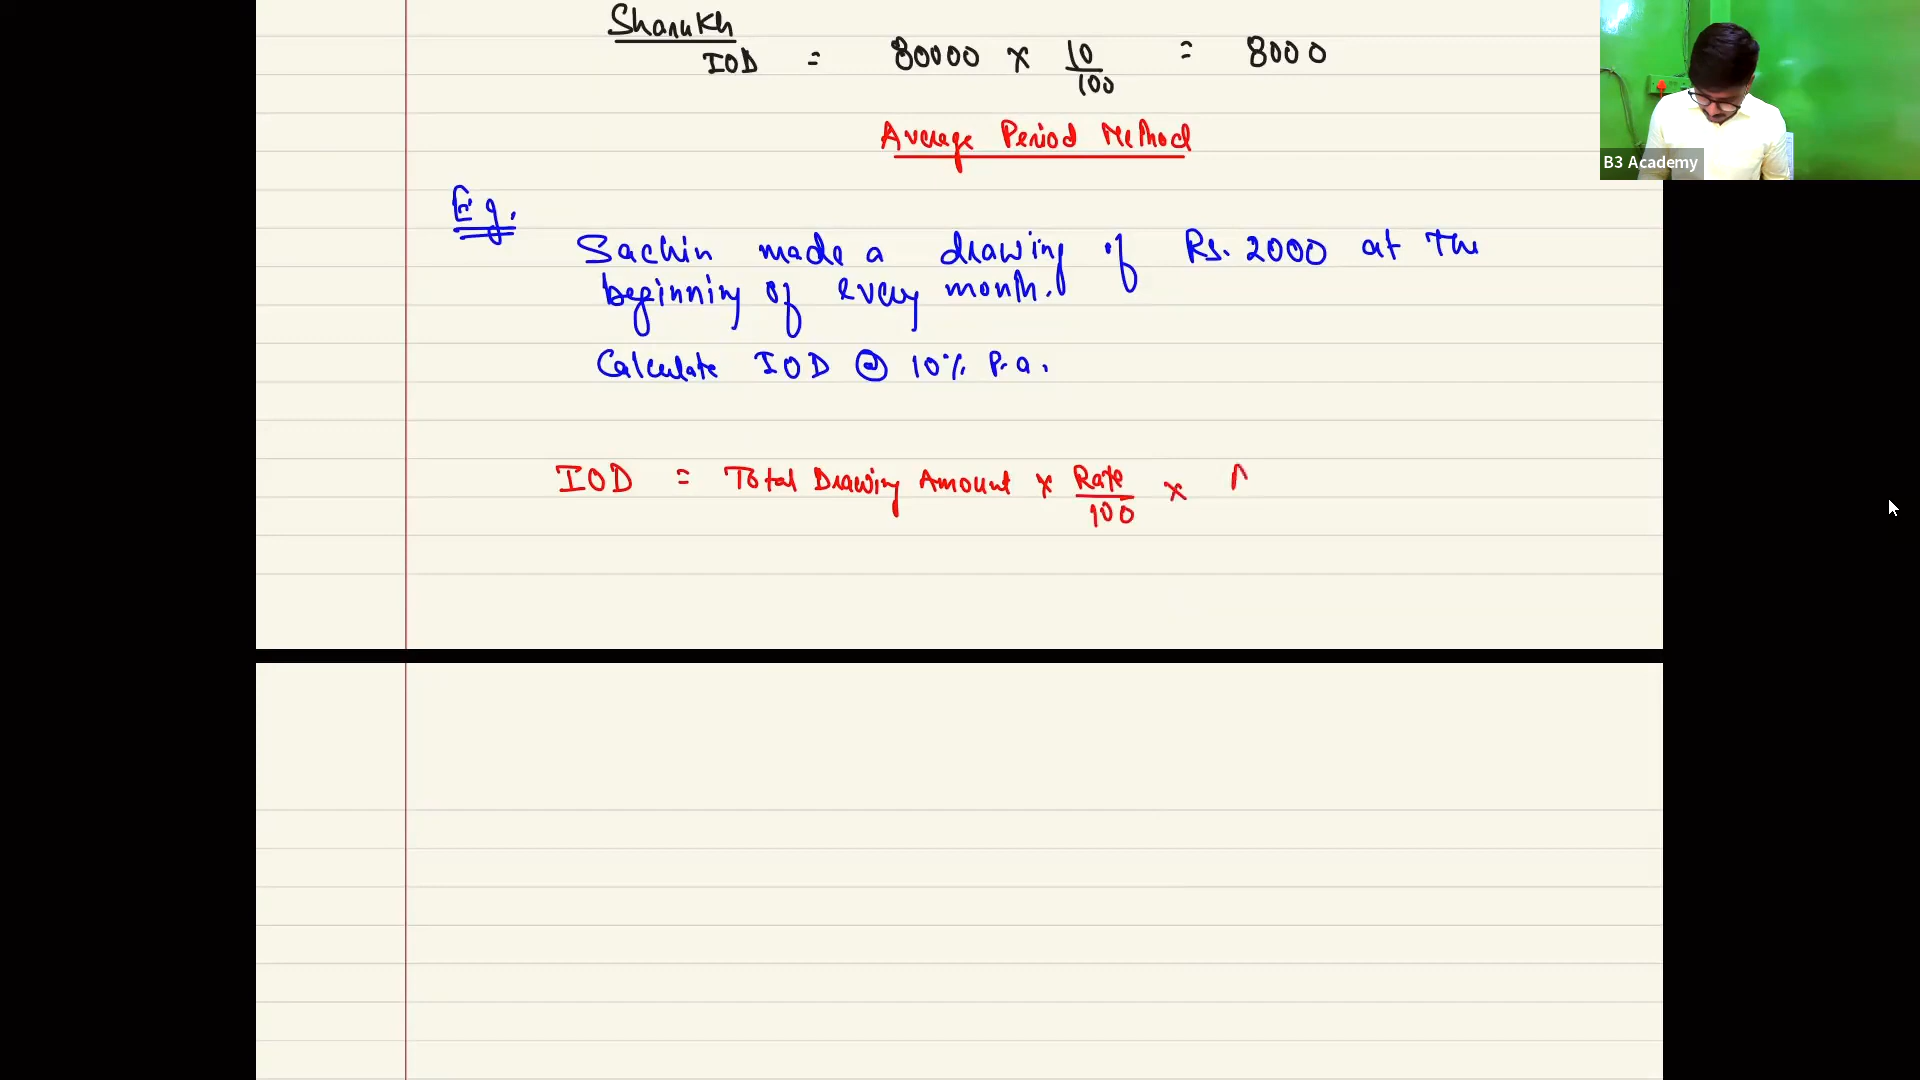 Sharukh
IOD = 80000 x 10/100 = 8000
B3 Academy
Average Period Method
Eg.
Sachin made a drawing of Rs. 2000 at the
beginning of every month.
Calculate IOD @ 10% P.a.
IOD = Total Drawing Amount x Rate/100 x